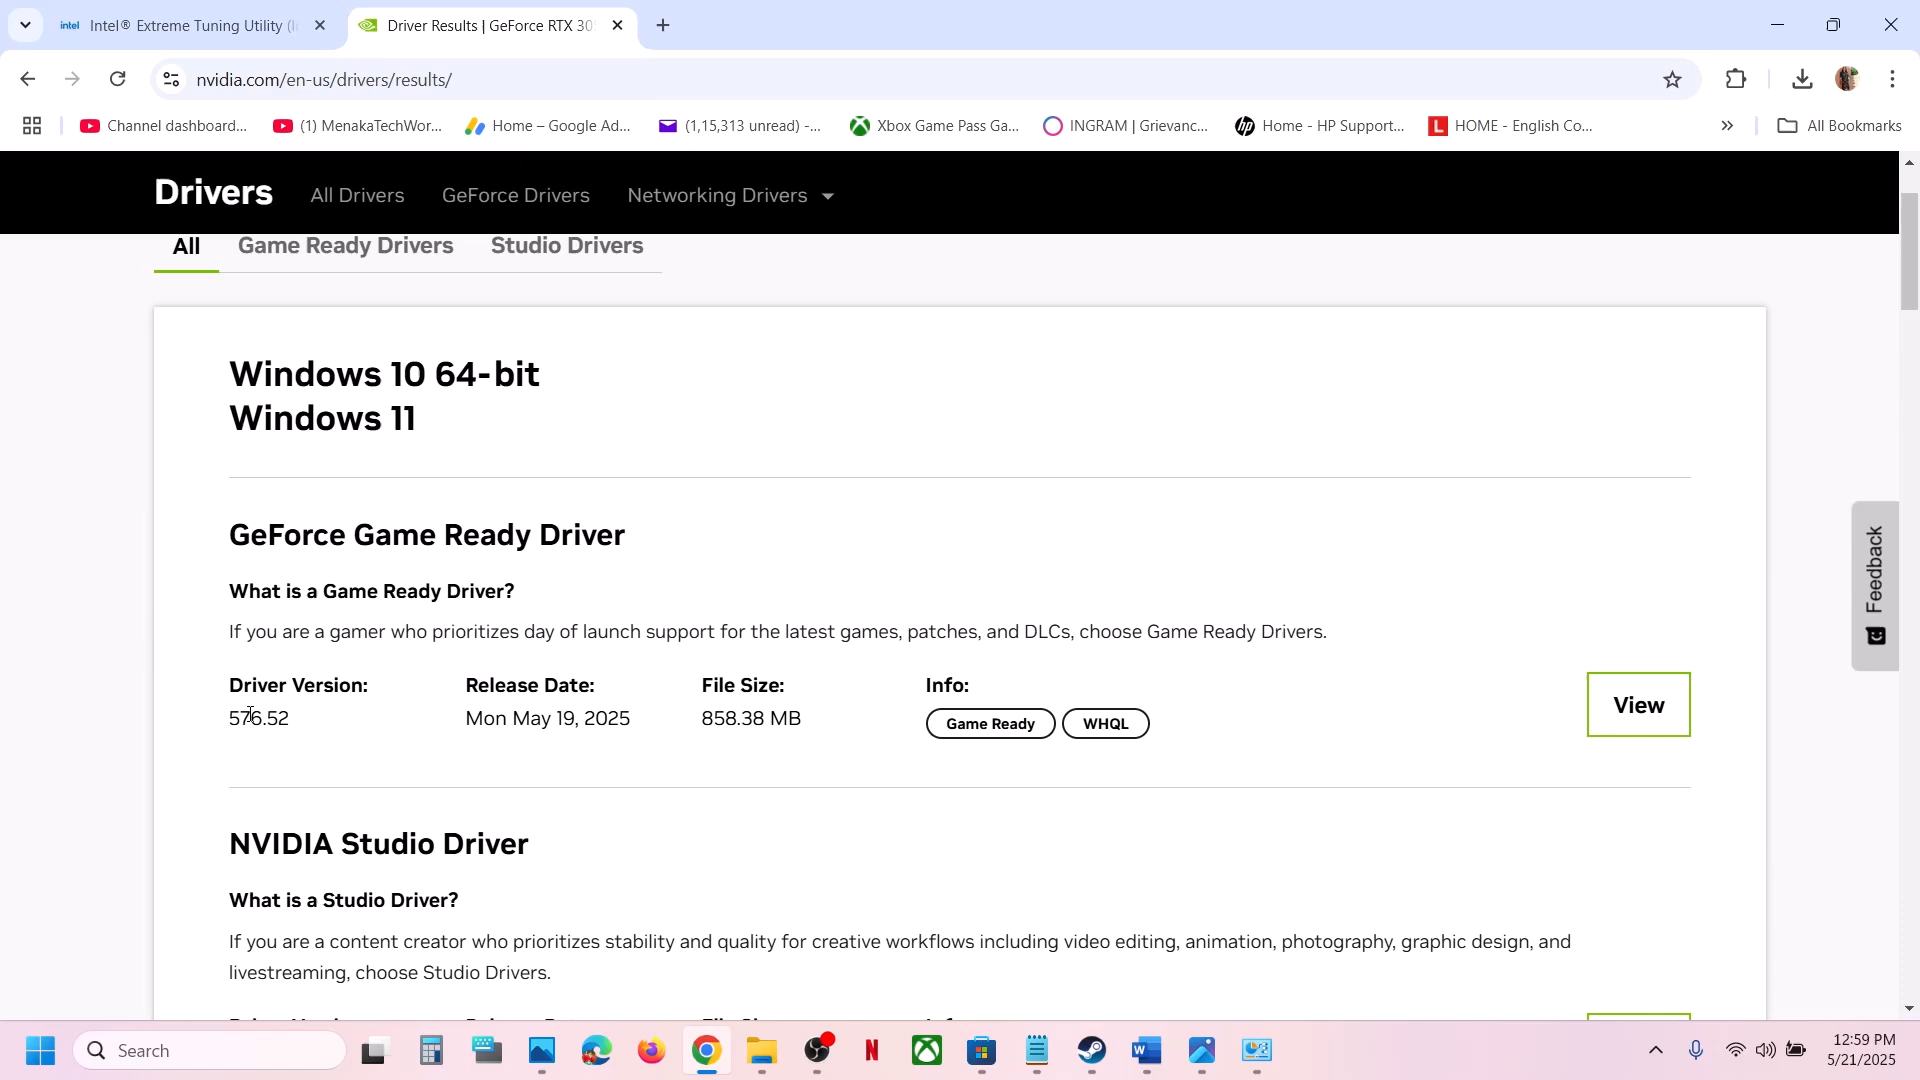 intel Intel® Extreme Tuning Utility (I
Driver Results | GeForce RTX 30
nvidia.com/en-us/drivers/results/
Channel dashboard...
(1) MenakaTechWor...
Home – Google Ad...
(1,15,313 unread) -...
Xbox Game Pass Ga...
INGRAM | Grievanc...
Home - HP Support...
HOME - English Co...
All Bookmarks
Drivers
All Drivers
GeForce Drivers
Networking Drivers
All
Game Ready Drivers
Studio Drivers
Windows 10 64-bit
Windows 11
GeForce Game Ready Driver
What is a Game Ready Driver?
If you are a gamer who prioritizes day of launch support for the latest games, patches, and DLCs, choose Game Ready Drivers.
Driver Version: Release Date: File Size: Info:
576.52 Mon May 19, 2025 858.38 MB Game Ready WHQL
View
Feedback
NVIDIA Studio Driver
What is a Studio Driver?
If you are a content creator who prioritizes stability and quality for creative workflows including video editing, animation, photography, graphic design, and
livestreaming, choose Studio Drivers.
Search
12:59 PM
5/21/2025